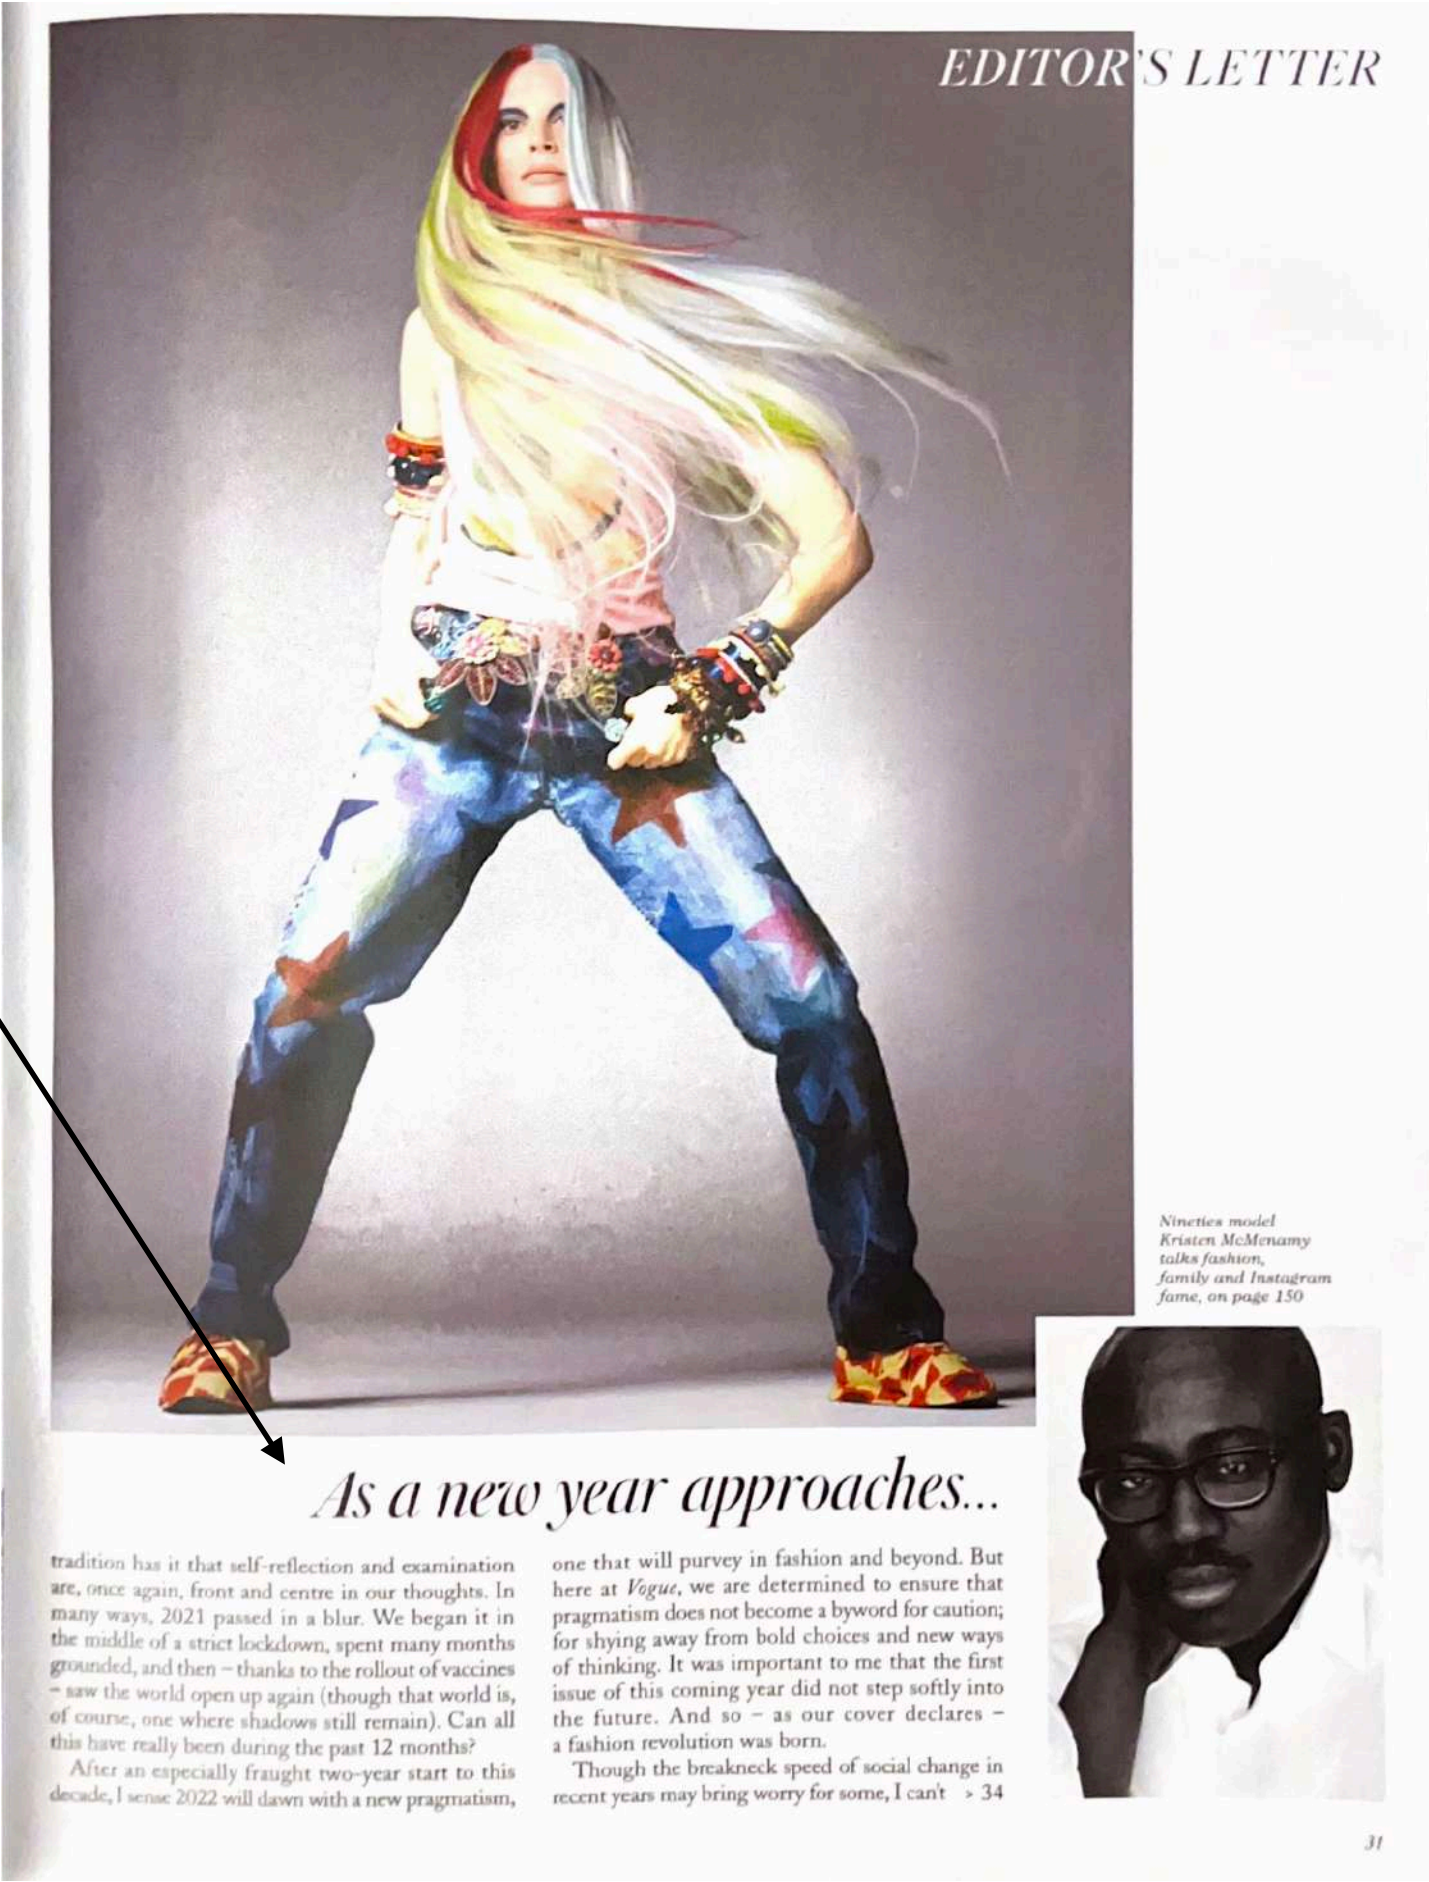 EDITOR'S LETTER
Nineties model
Kristen McMenamy
talks fashion,
family and Instagram
fame, on page 150
As a new year approaches...
tradition has it that self-reflection and examination
are, once again, front and centre in our thoughts. In
many ways, 2021 passed in a blur. We began it in
the middle of a strict lockdown, spent many months
grounded, and then – thanks to the rollout of vaccines
– saw the world open up again (though that world is,
of course, one where shadows still remain). Can all
this have really been during the past 12 months?
After an especially fraught two-year start to this
decade, I sense 2022 will dawn with a new pragmatism,
one that will purvey in fashion and beyond. But
here at Vogue, we are determined to ensure that
pragmatism does not become a byword for caution;
for shying away from bold choices and new ways
of thinking. It was important to me that the first
issue of this coming year did not step softly into
the future. And so – as our cover declares –
a fashion revolution was born.
Though the breakneck speed of social change in
recent years may bring worry for some, I can't > 34
31